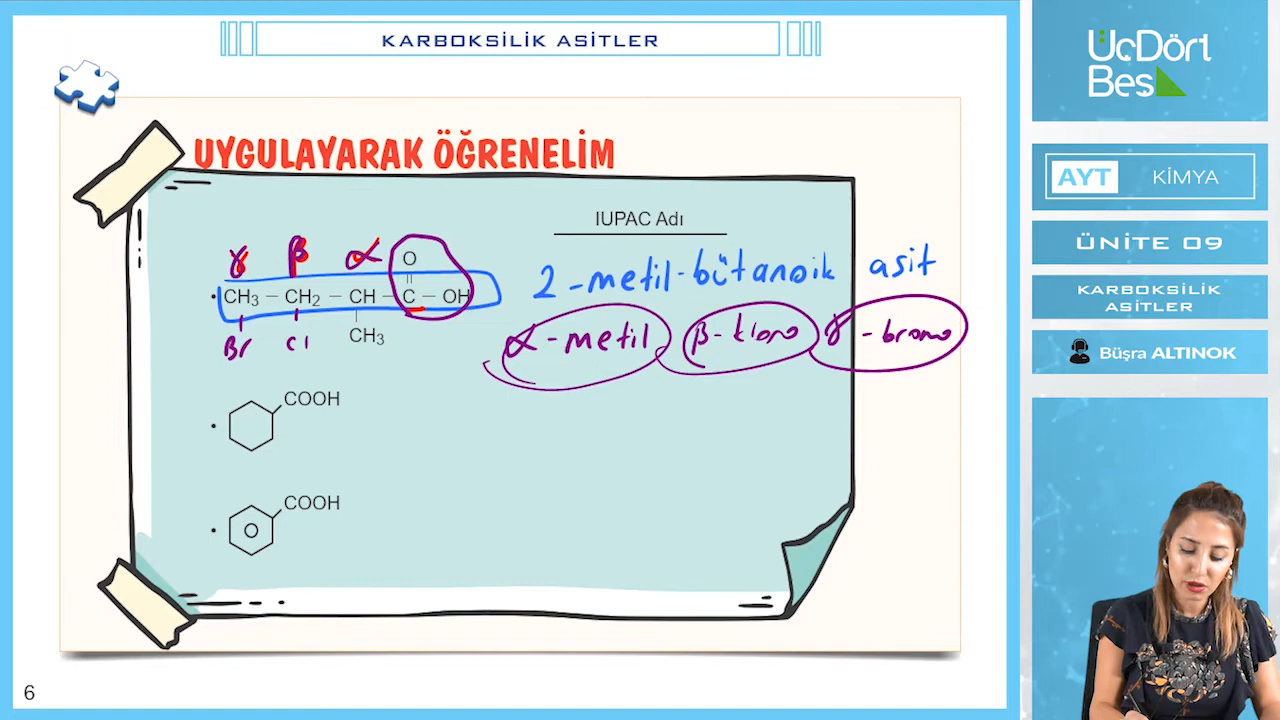 KARBOKSİLİK ASİTLER
UYGULAYARAK ÖĞRENELİM
IUPAC Adı
γ β α O
CH3 – CH2 – CH – C – OH
Br Cl CH3
2-metil-bütanoik asit
α-metil β-kloro γ-bromo
COOH
COOH
6
ÜçDört
Beş
AYT KİMYA
ÜNİTE 09
KARBOKSİLİK
ASİTLER
Büşra ALTINOK